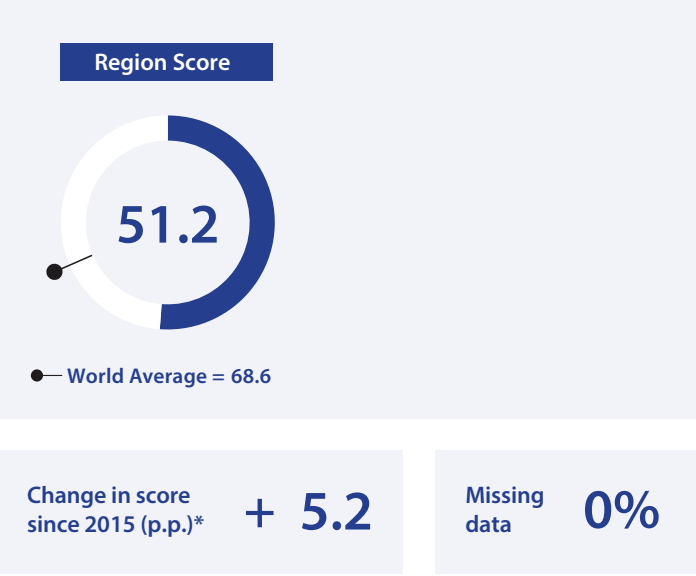 Region Score
51.2
World Average = 68.6
Change in score
since 2015 (p.p.)*
+ 5.2
Missing
data
0%